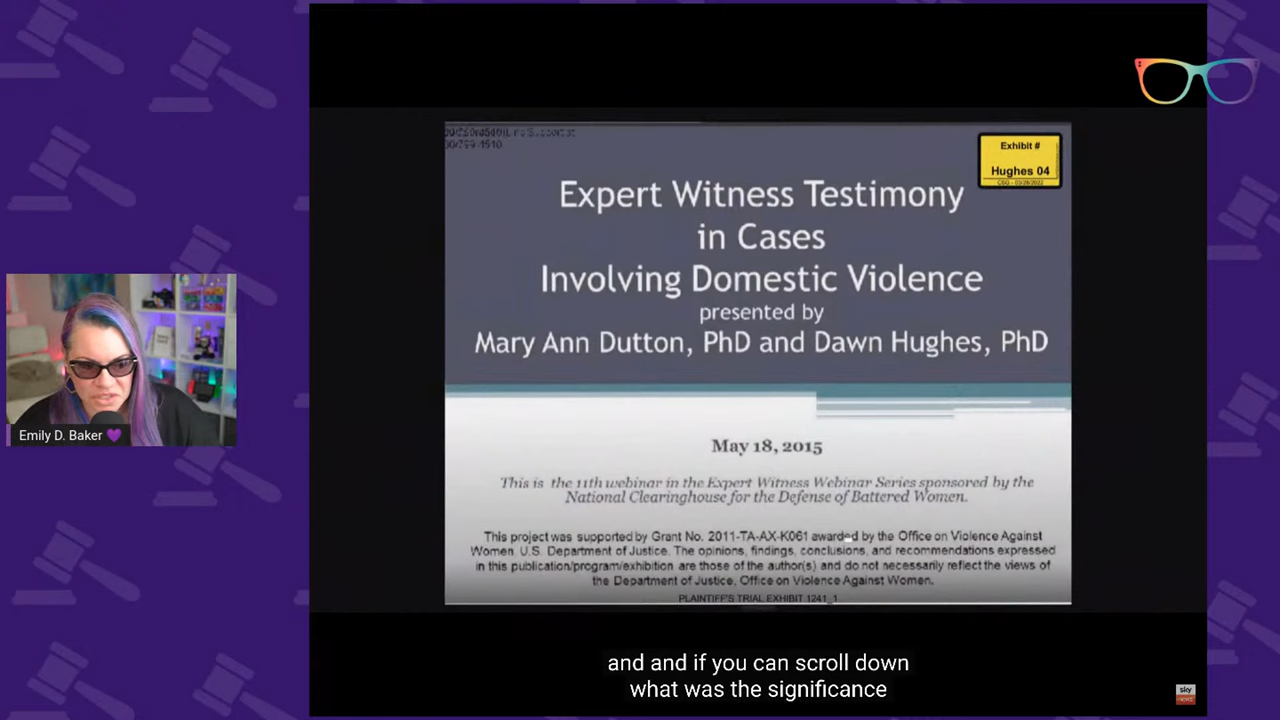 Exhibit #
Hughes 04
CSQ - 03/28/2022
Expert Witness Testimony
in Cases
Involving Domestic Violence
presented by
Mary Ann Dutton, PhD and Dawn Hughes, PhD
May 18, 2015
This is the 11th webinar in the Expert Witness Webinar Series sponsored by the
National Clearinghouse for the Defense of Battered Women.
This project was supported by Grant No. 2011-TA-AX-K061 awarded by the Office on Violence Against
Women, U.S. Department of Justice. The opinions, findings, conclusions, and recommendations expressed
in this publication/program/exhibition are those of the author(s) and do not necessarily reflect the views of
the Department of Justice, Office on Violence Against Women.
PLAINTIFF'S TRIAL EXHIBIT 1241_1
Emily D. Baker 💜
and and if you can scroll down
what was the significance
sky
news